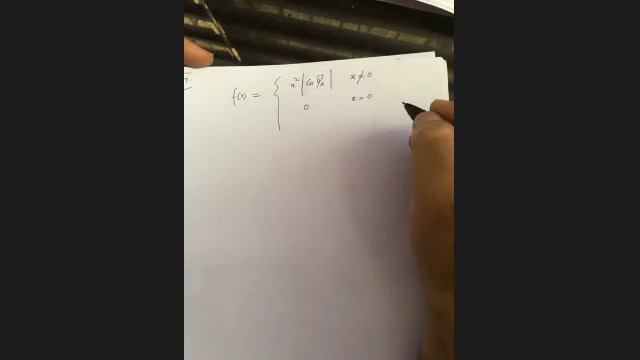 f(x) = { x² |Cos π/x| x ≠ 0
0 x = 0